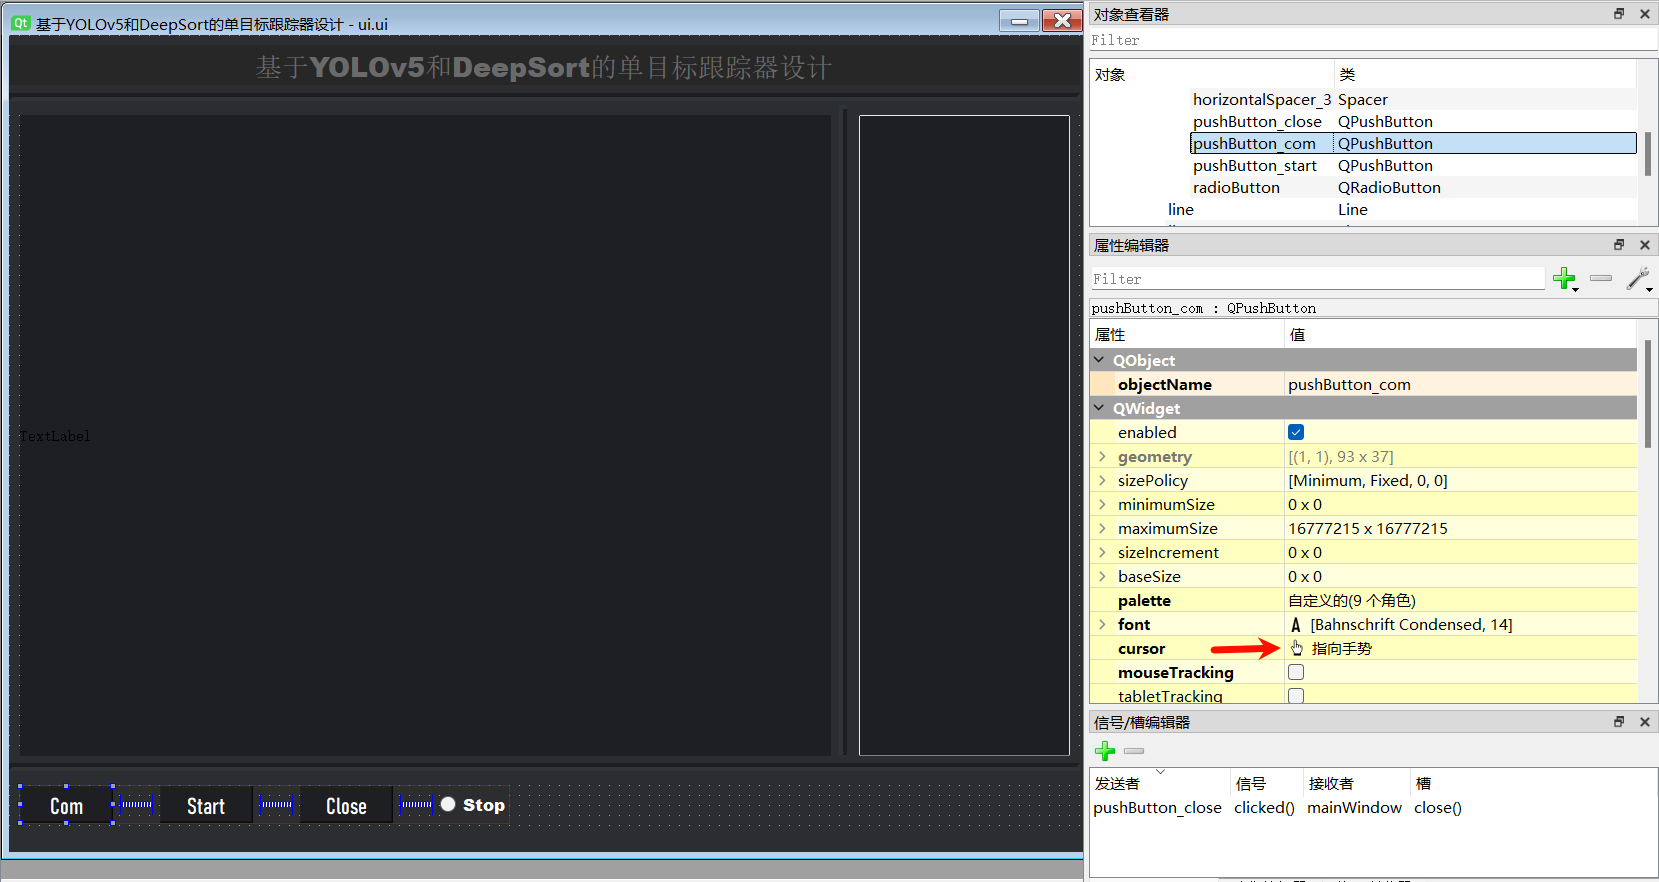 Qt 基于YOLOv5和DeepSort的单目标跟踪器设计 - ui.ui
基于YOLOv5和DeepSort的单目标跟踪器设计
TextLabel
Com Start Close Stop
对象查看器
Filter
对象 类
horizontalSpacer_3 Spacer
pushButton_close QPushButton
pushButton_com QPushButton
pushButton_start QPushButton
radioButton QRadioButton
line Line
属性编辑器
Filter
pushButton_com : QPushButton
属性 值
QObject
objectName pushButton_com
QWidget
enabled
geometry [(1, 1), 93 x 37]
sizePolicy [Minimum, Fixed, 0, 0]
minimumSize 0 x 0
maximumSize 16777215 x 16777215
sizeIncrement 0 x 0
baseSize 0 x 0
palette 自定义的(9 个角色)
font A [Bahnschrift Condensed, 14]
cursor 指向手势
mouseTracking
tabletTracking
信号/槽编辑器
发送者 信号 接收者 槽
pushButton_close clicked() mainWindow close()